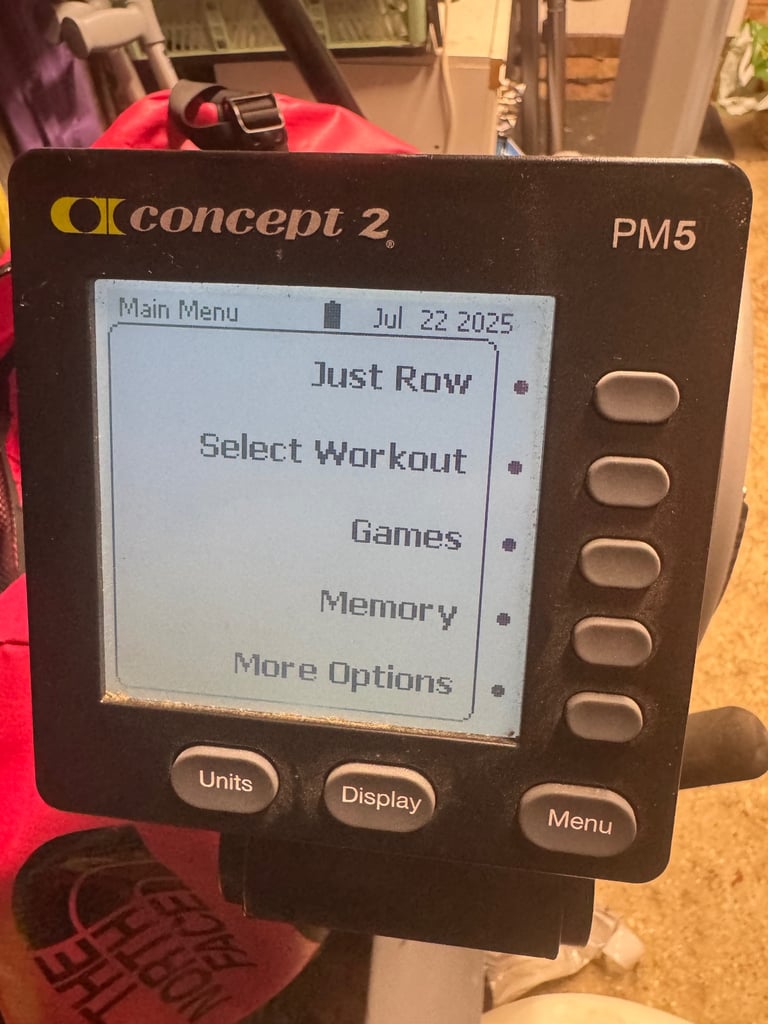 concept 2®
PM5
Main Menu Jul 22 2025
Just Row
Select Workout
Games
Memory
More Options
Units Display Menu
THE
NORTH
FACE